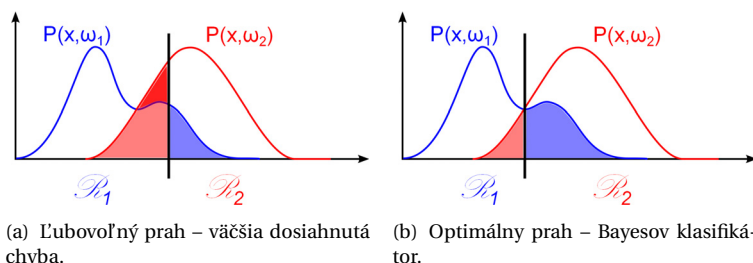 P(x,ω₁) P(x,ω₂)
ℛ₁ ℛ₂
P(x,ω₁) P(x,ω₂)
ℛ₁ ℛ₂
(a) Ľubovoľný prah – väčšia dosiahnutá
chyba.
(b) Optimálny prah – Bayesov klasifiká-
tor.